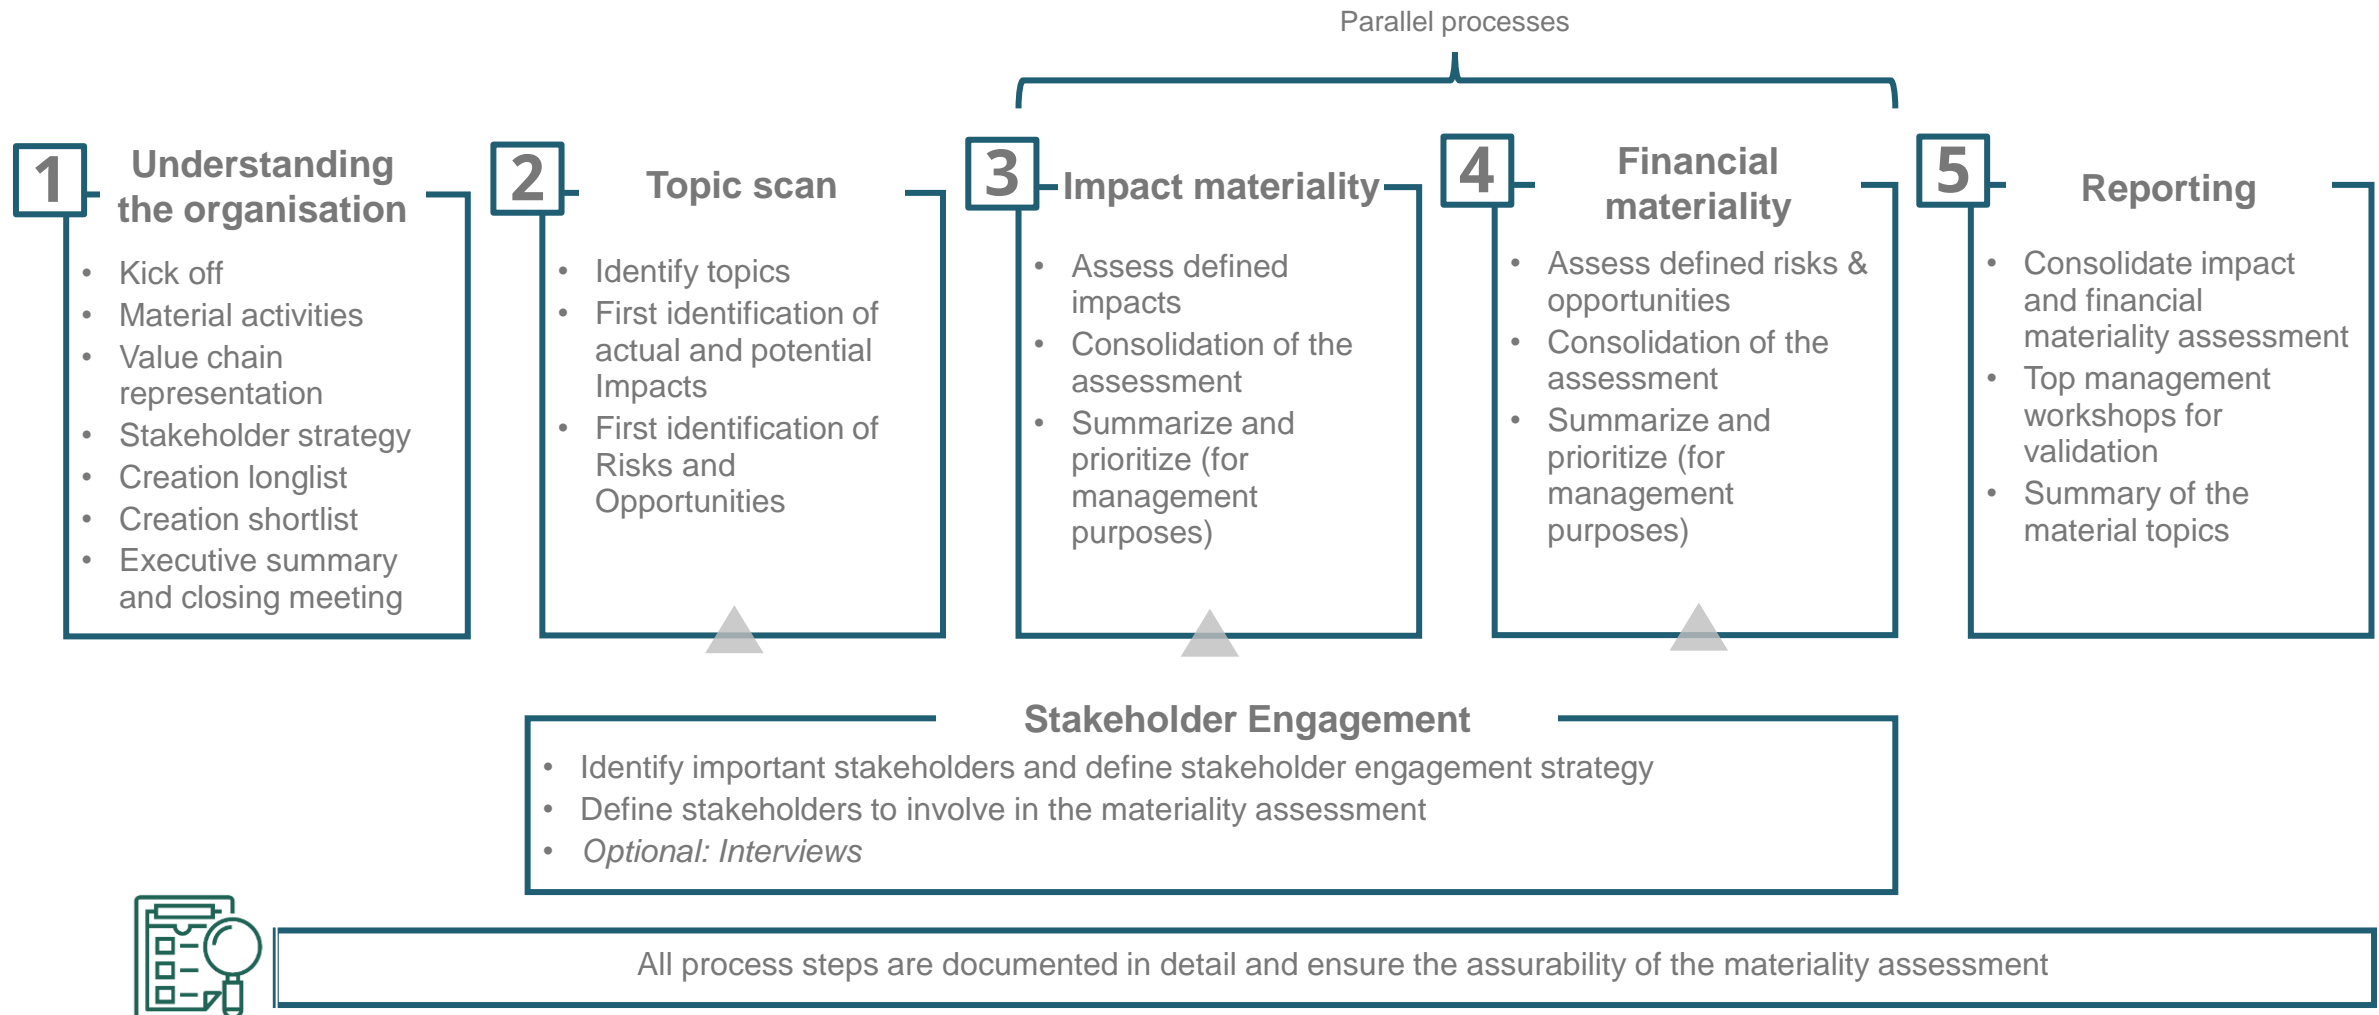 Parallel processes
1
Understanding
the organisation
• Kick off
• Material activities
• Value chain
representation
• Stakeholder strategy
• Creation longlist
• Creation shortlist
• Executive summary
and closing meeting
2
Topic scan
• Identify topics
• First identification of
actual and potential
Impacts
• First identification of
Risks and
Opportunities
3
Impact materiality
• Assess defined
impacts
• Consolidation of the
assessment
• Summarize and
prioritize (for
management
purposes)
4
Financial
materiality
• Assess defined risks &
opportunities
• Consolidation of the
assessment
• Summarize and
prioritize (for
management
purposes)
5
Reporting
• Consolidate impact
and financial
materiality assessment
• Top management
workshops for
validation
• Summary of the
material topics
Stakeholder Engagement
• Identify important stakeholders and define stakeholder engagement strategy
• Define stakeholders to involve in the materiality assessment
• Optional: Interviews
All process steps are documented in detail and ensure the assurability of the materiality assessment